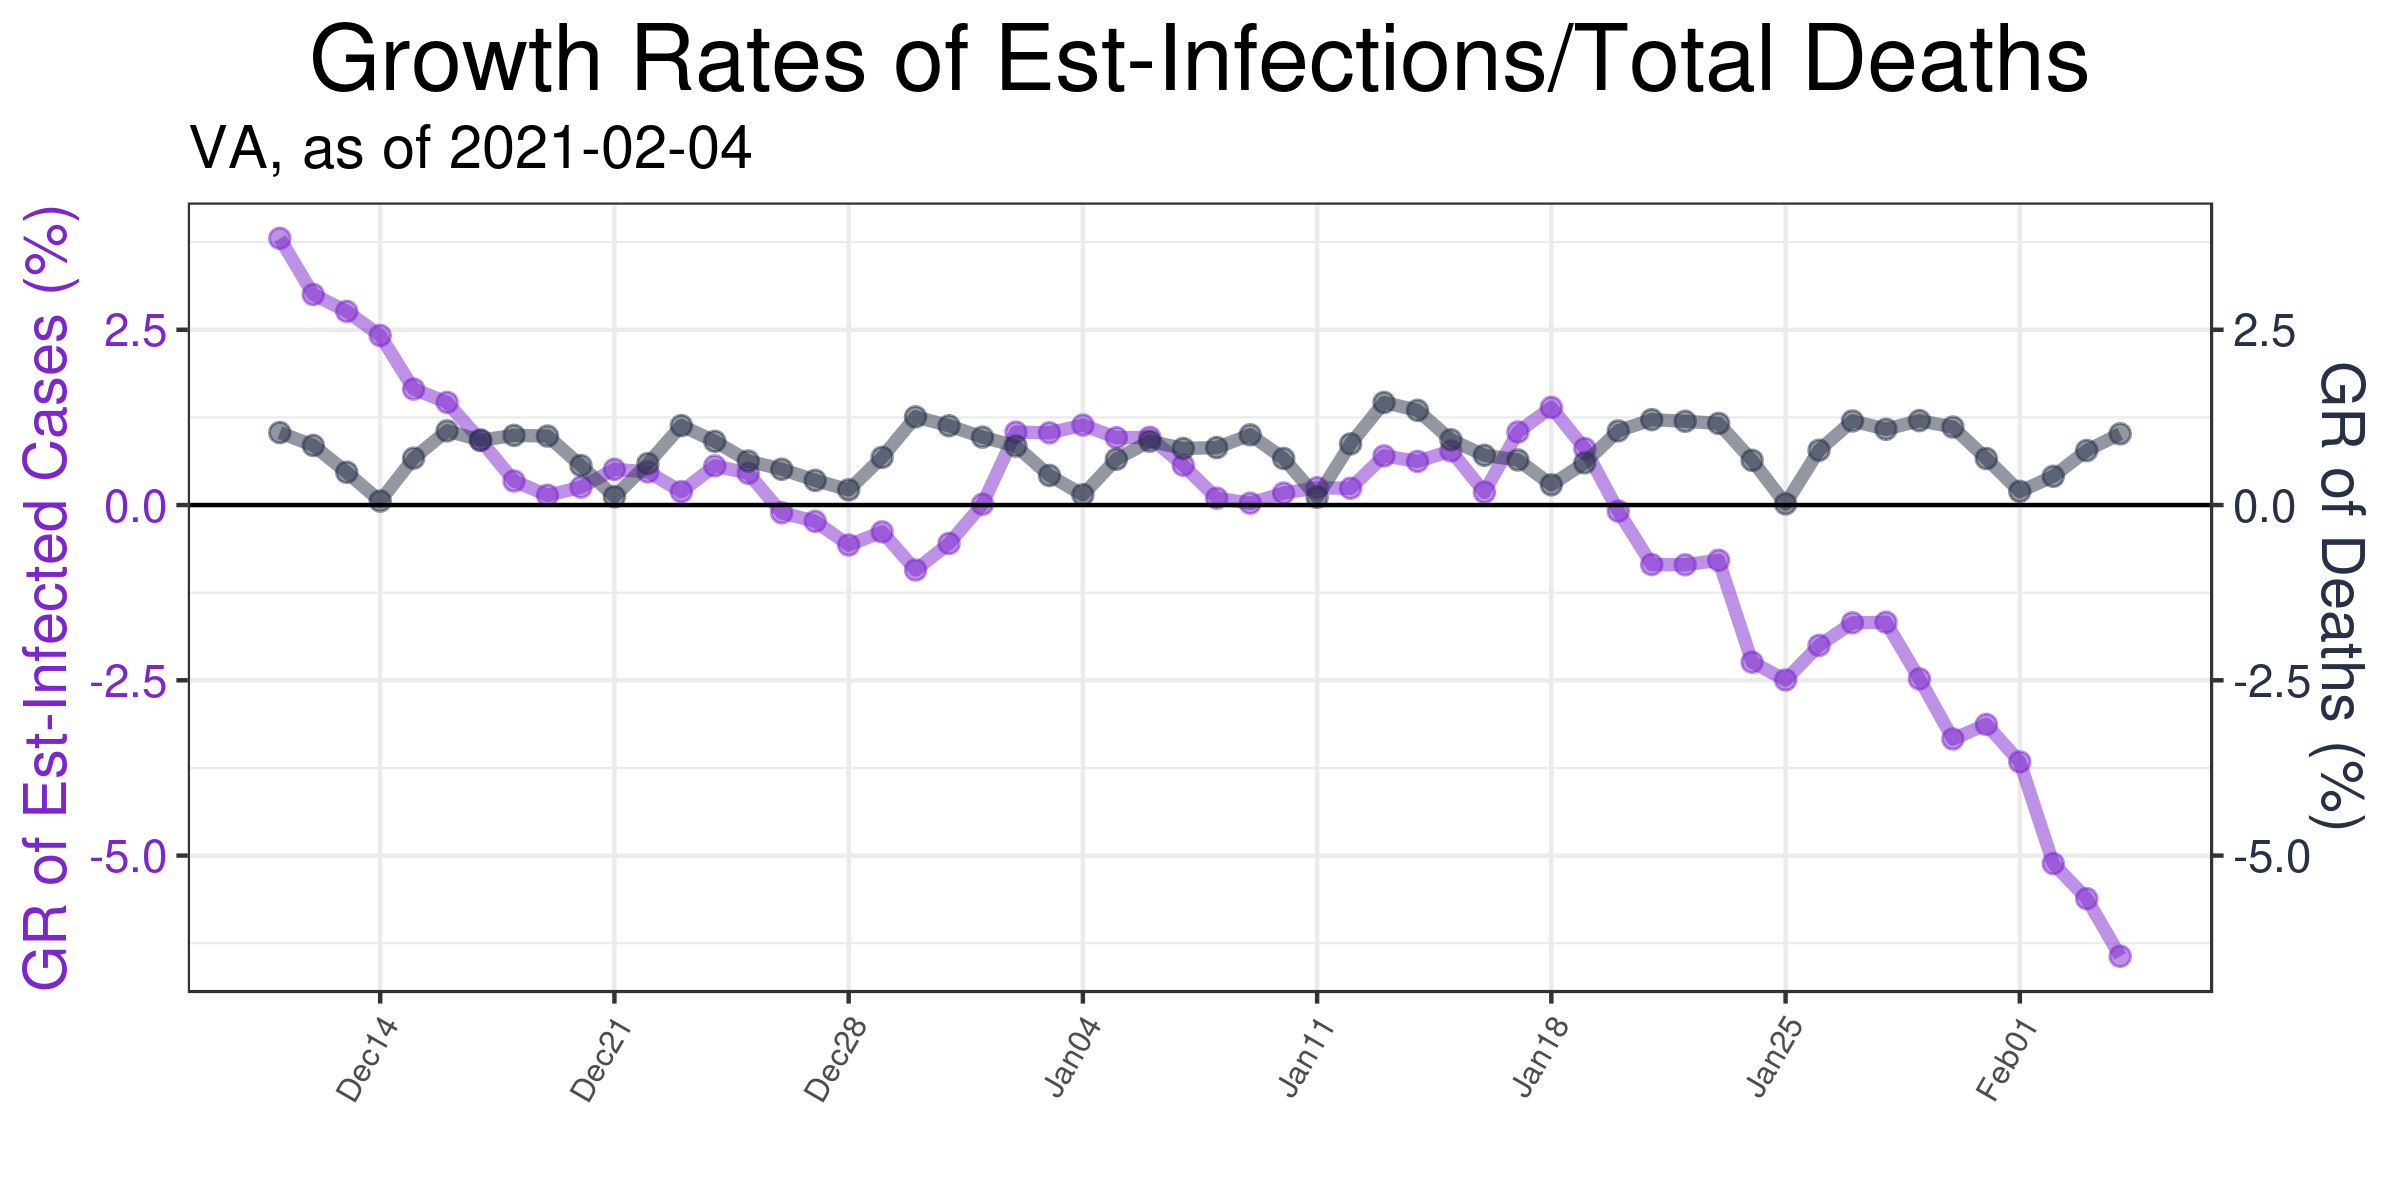 Growth Rates of Est-Infections/Total Deaths
VA, as of 2021-02-04
GR of Est-Infected Cases (%)
2.5
0.0
-2.5
-5.0
2.5
0.0
-2.5
-5.0
GR of Deaths (%)
Dec14
Dec21
Dec28
Jan04
Jan11
Jan18
Jan25
Feb01